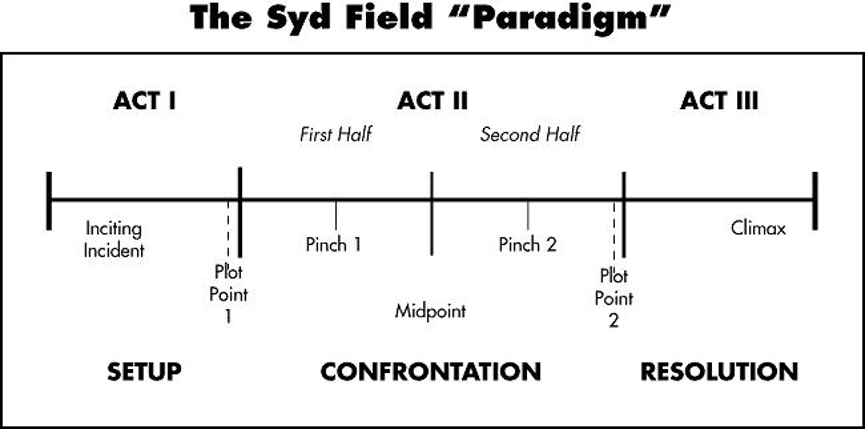 The Syd Field “Paradigm”
ACT I
ACT II
ACT III
First Half
Second Half
Inciting
Incident
Pinch 1
Pinch 2
Climax
Plot
Point
1
Plot
Point
2
Midpoint
SETUP
CONFRONTATION
RESOLUTION